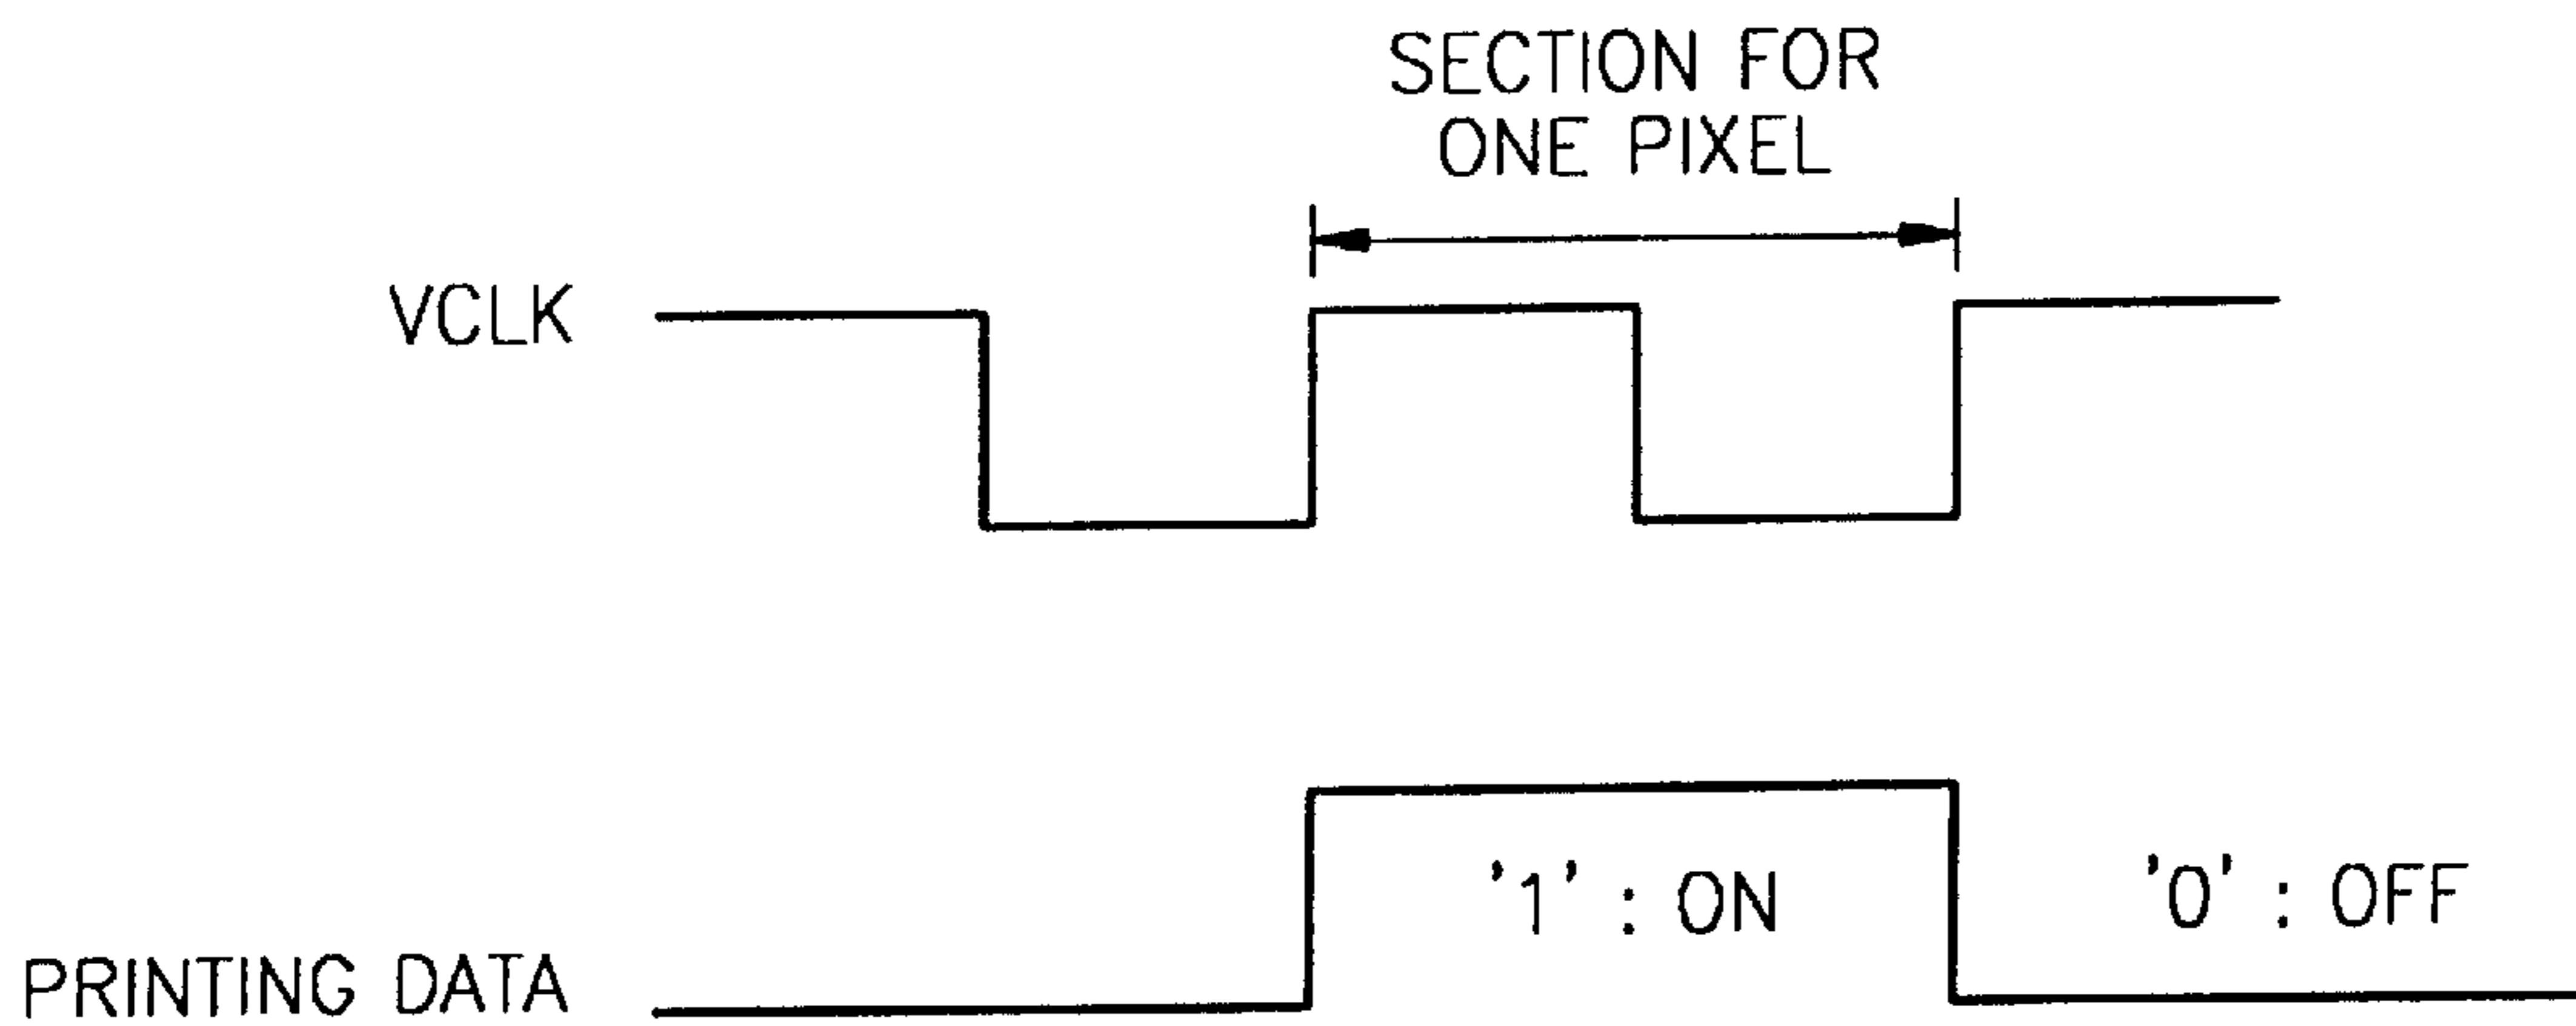 SECTION FOR
ONE PIXEL
VCLK
'1' : ON
'0' : OFF
PRINTING DATA